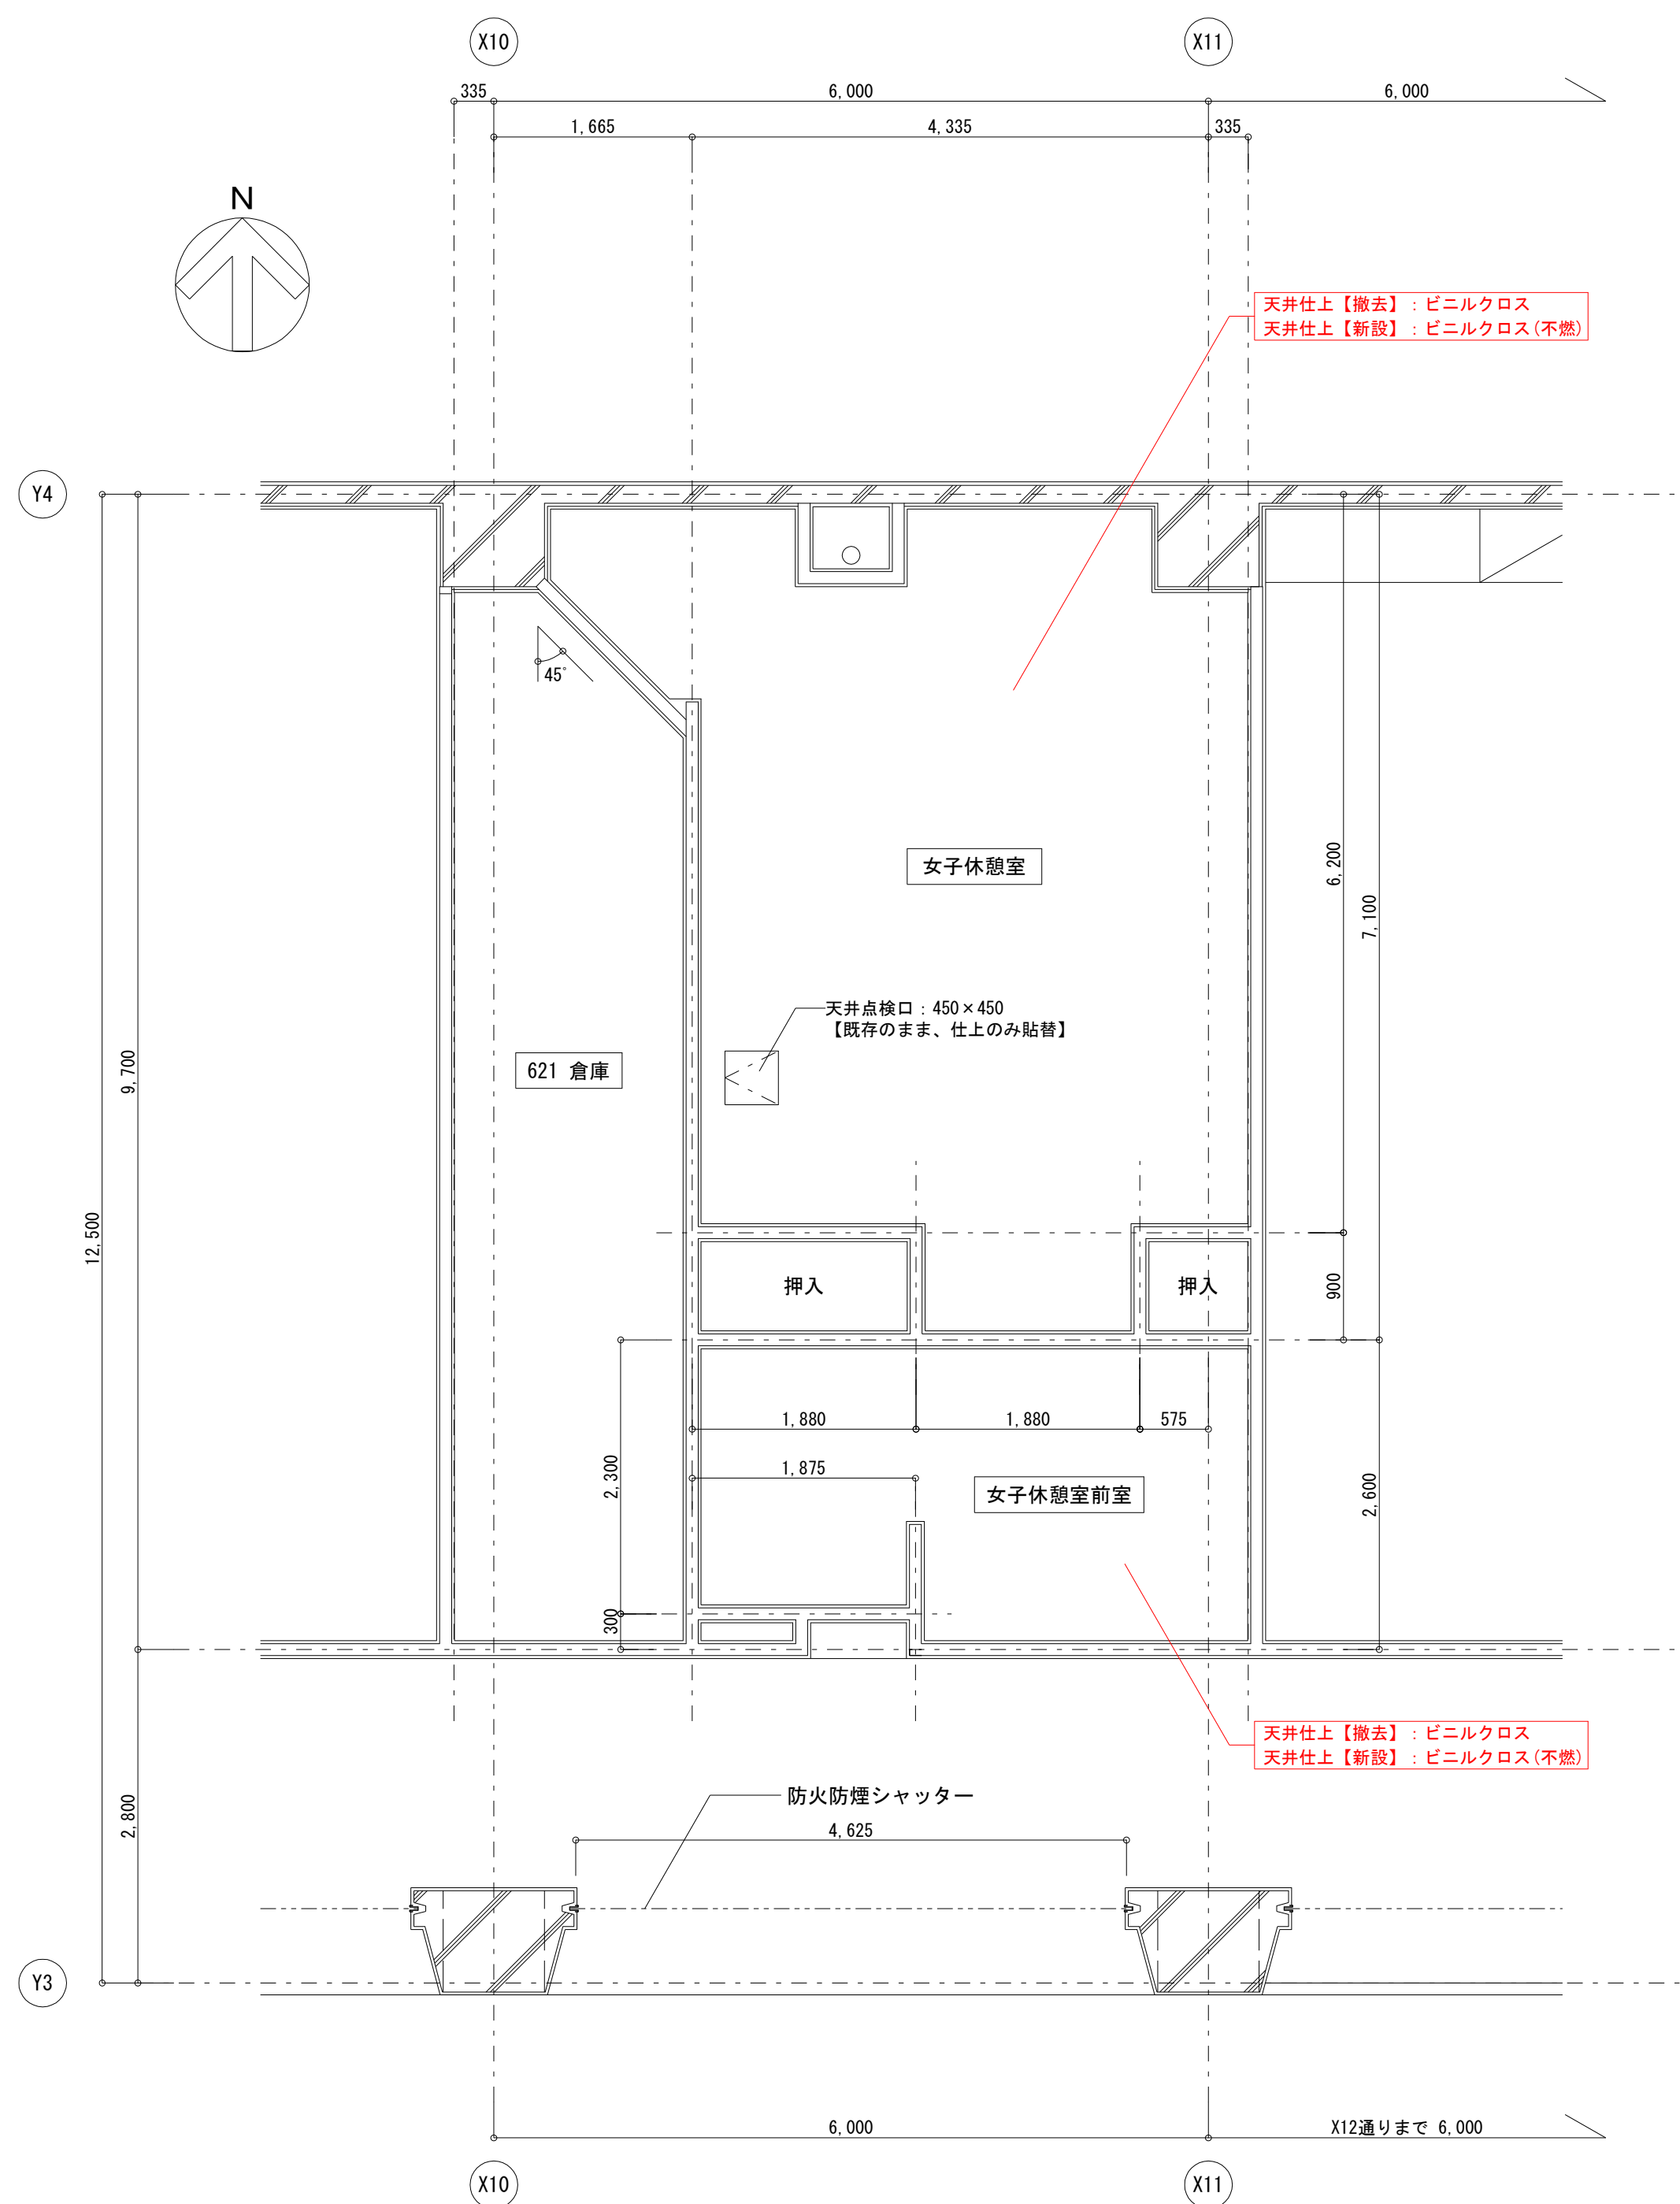 X10
X11
335
6,000
6,000
1,665
4,335
335
N
天井仕上【撤去】:ビニルクロス
天井仕上【新設】:ビニルクロス(不燃)
Y4
45°
女子休憩室
6,200
7,100
天井点検口:450×450
【既存のまま、仕上のみ貼替】
621 倉庫
9,700
12,500
押入
押入
900
1,880
1,880
575
1,875
女子休憩室前室
2,300
2,600
300
天井仕上【撤去】:ビニルクロス
天井仕上【新設】:ビニルクロス(不燃)
防火防煙シャッター
2,800
4,625
Y3
6,000
X12通りまで 6,000
X10
X11